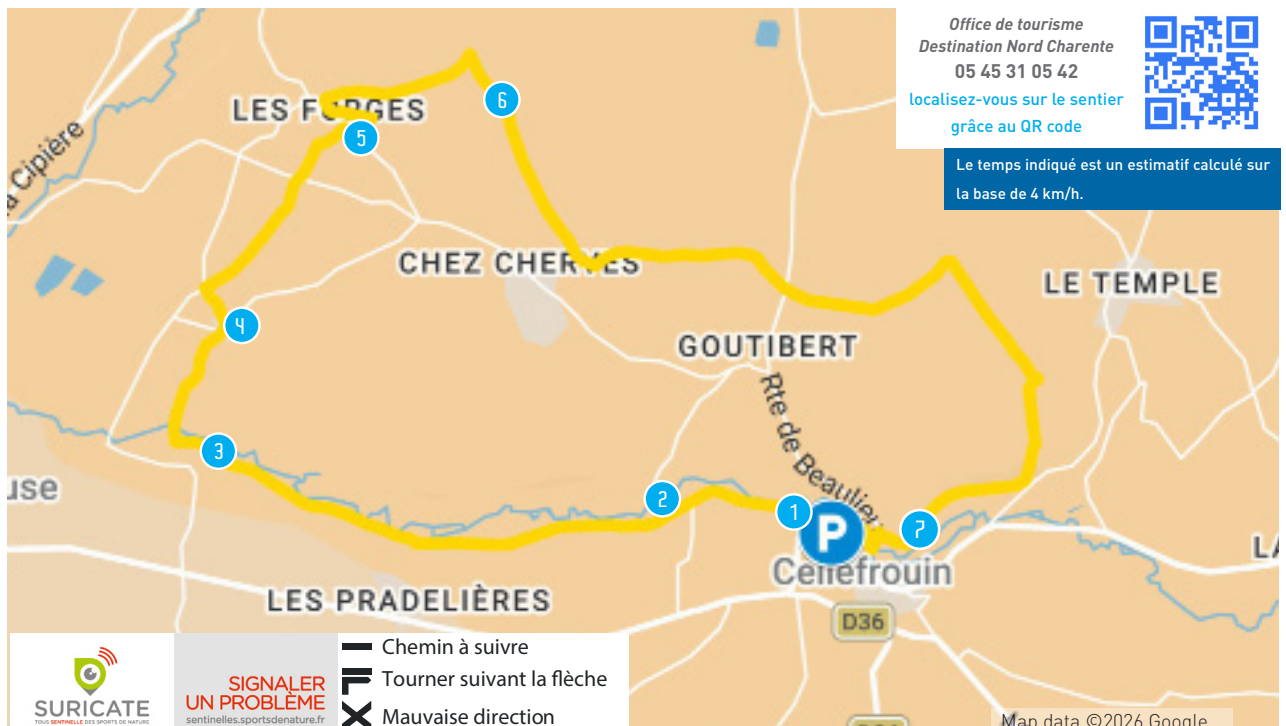 Office de tourisme
Destination Nord Charente
05 45 31 05 42
localisez-vous sur le sentier
grâce au QR code
Le temps indiqué est un estimatif calculé sur
la base de 4 km/h.
6
LES FORGES
5
a Cipière
CHEZ CHERVES
LE TEMPLE
4
GOUTIBERT
Rte de Beaulieu
3
use
2
1
P
7
Cellefrouin
LA
LES PRADELIÈRES
D36
SURICATE
TOUS SENTINELLE DES SPORTS DE NATURE
SIGNALER
UN PROBLÈME
sentinelles.sportsdenature.fr
Chemin à suivre
Tourner suivant la flèche
Mauvaise direction
Map data ©2026 Google